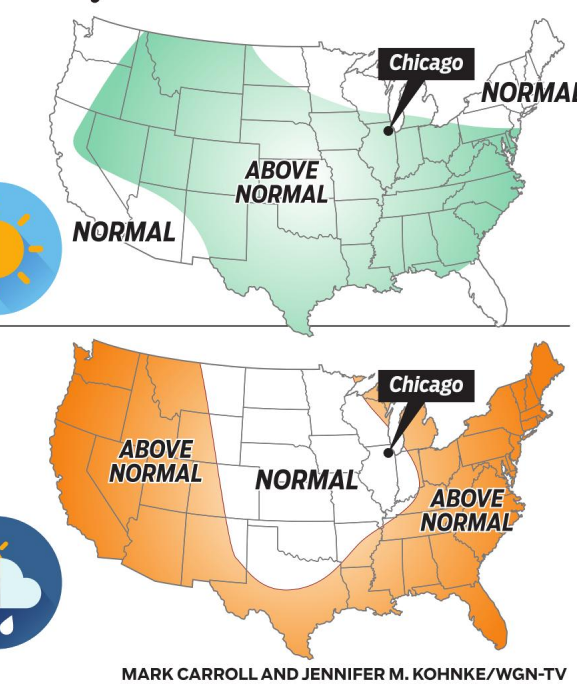 Chicago
NORMAL
ABOVE
NORMAL
NORMAL
Chicago
ABOVE
NORMAL
NORMAL
ABOVE
NORMAL
MARK CARROLL AND JENNIFER M. KOHNKE/WGN-TV